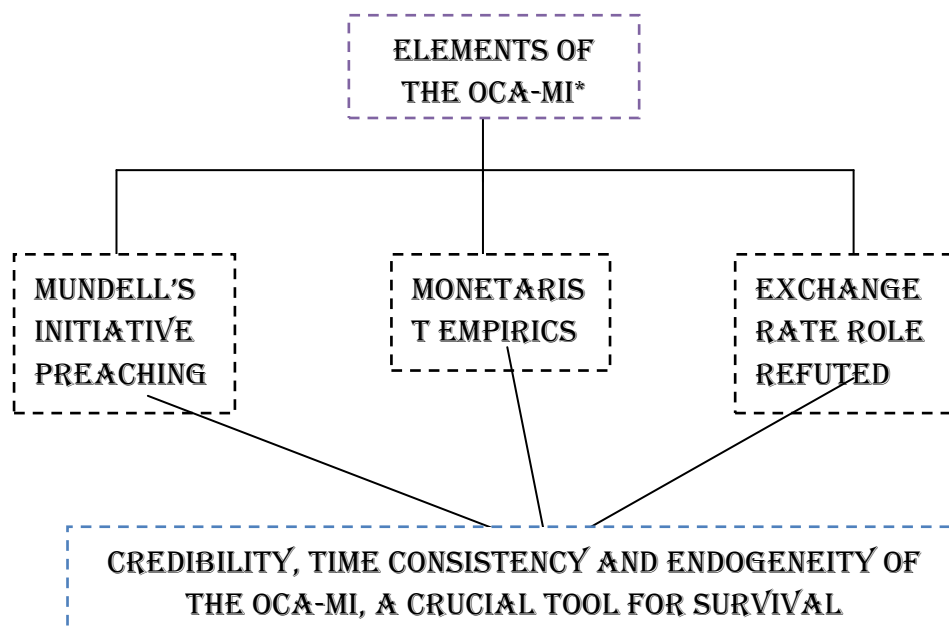 ELEMENTS OF
THE OCA-MI*
MUNDELL'S
INITIATIVE
PREACHING
MONETARIS
T EMPIRICS
EXCHANGE
RATE ROLE
REFUTED
CREDIBILITY, TIME CONSISTENCY AND ENDOGENEITY OF
THE OCA-MI, A CRUCIAL TOOL FOR SURVIVAL